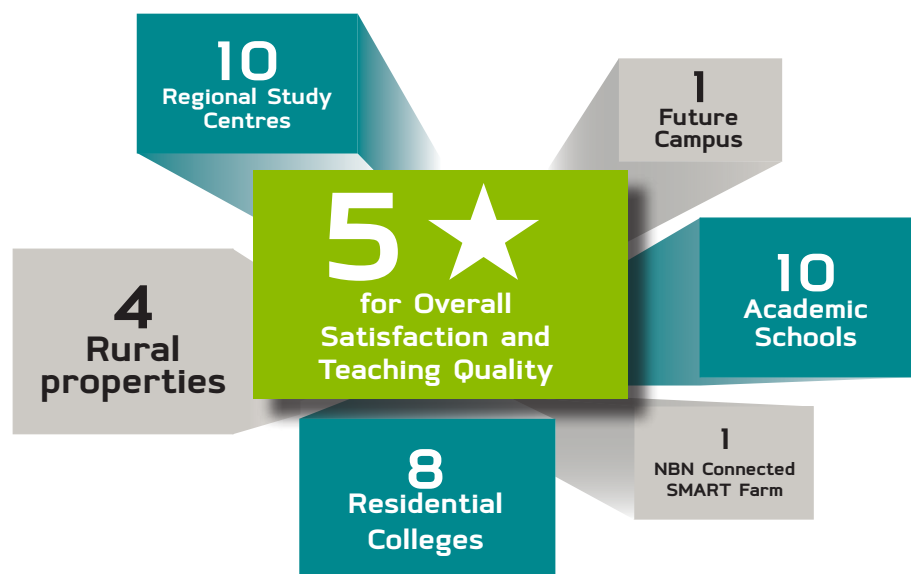 10
Regional Study
Centres
1
Future
Campus
5
for Overall
Satisfaction and
Teaching Quality
4
Rural
properties
10
Academic
Schools
8
Residential
Colleges
1
NBN Connected
SMART Farm